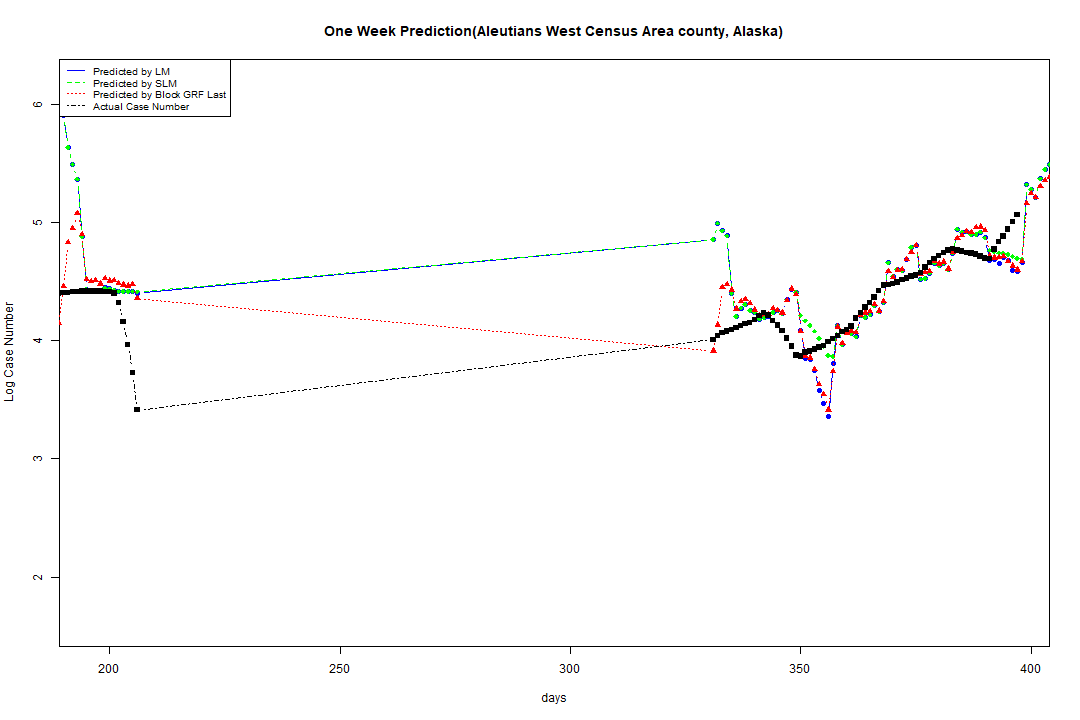 One Week Prediction(Aleutians West Census Area county, Alaska)
Predicted by LM
Predicted by SLM
Predicted by Block GRF Last
Actual Case Number
6
5
4
3
2
Log Case Number
200 250 300 350 400
days